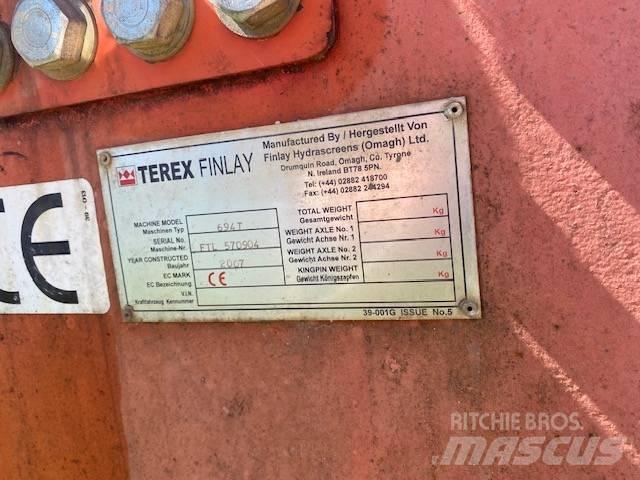 TEREX FINLAY
Manufactured By / Hergestellt Von
Finlay Hydrascreens (Omagh) Ltd.
Drumquin Road, Omagh, Co. Tyrone
N. Ireland BT78 5PN.
Tel: (+44) 02882 418700
Fax: (+44) 02882 244294
MACHINE MODEL
Maschinen Typ
694T
SERIAL No.
Maschine-Nr.
FTL 570904
YEAR CONSTRUCTED
Baujahr
2007
EC MARK
EC Bezeichnung
CE
V.I.N.
Kraftfahrzeug Kennummer
TOTAL WEIGHT
Gesamtgewicht
Kg
WEIGHT AXLE No. 1
Gewicht Achse Nr. 1
Kg
WEIGHT AXLE No. 2
Gewicht Achse Nr. 2
Kg
KINGPIN WEIGHT
Gewicht Königszapfen
Kg
39-001G ISSUE No.5
CE
RITCHIE BROS.
MASCUS